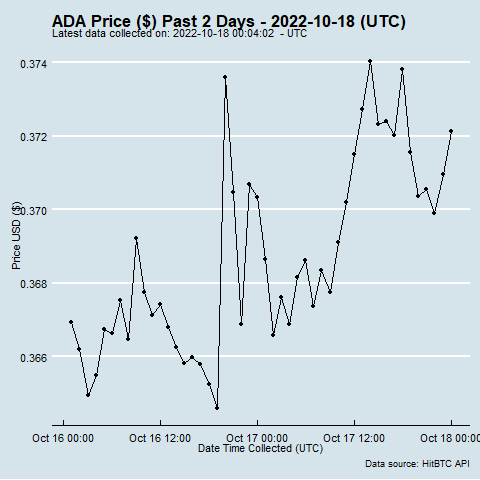 ADA Price ($) Past 2 Days - 2022-10-18 (UTC)
Latest data collected on: 2022-10-18 00:04:02  - UTC
0.374
0.372
0.370
0.368
0.366
Price USD ($)
Oct 16 00:00 Oct 16 12:00 Oct 17 00:00 Oct 17 12:00 Oct 18 00:00
Date Time Collected (UTC)
Data source: HitBTC API